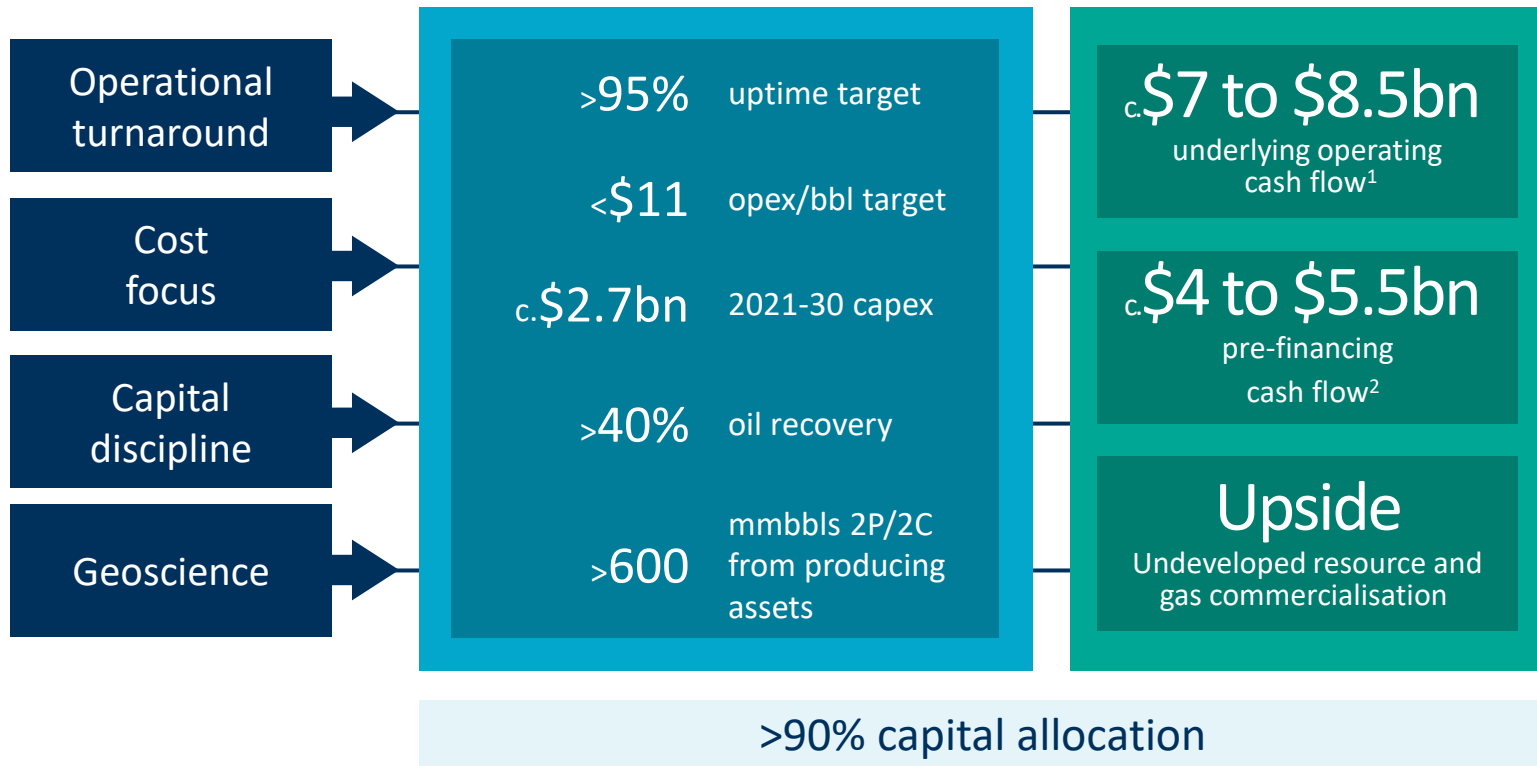 Operational
turnaround
Cost
focus
Capital
discipline
Geoscience
>95% uptime target
<$11 opex/bbl target
c.$2.7bn 2021-30 capex
>40% oil recovery
>600 mmbbls 2P/2C
from producing
assets
c.$7 to $8.5bn
underlying operating
cash flow¹
c.$4 to $5.5bn
pre-financing
cash flow²
Upside
Undeveloped resource and
gas commercialisation
>90% capital allocation